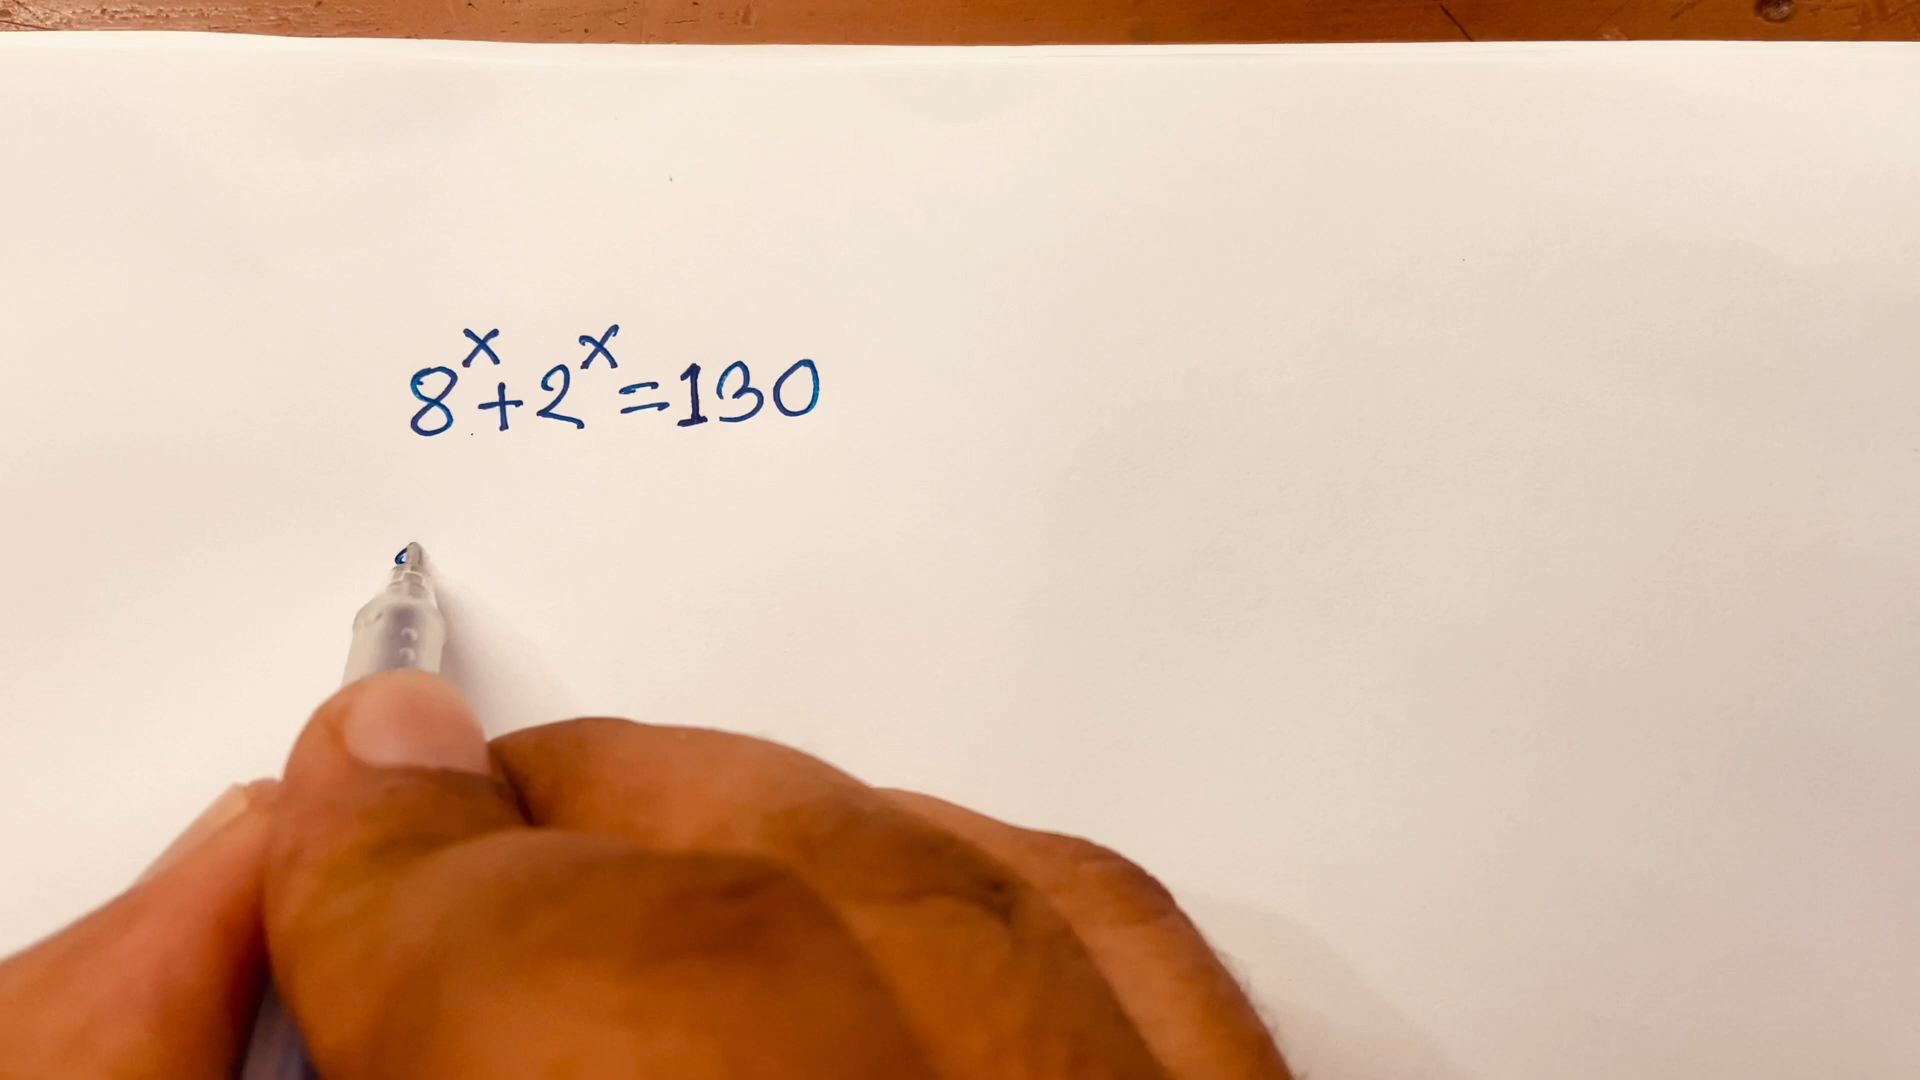 8^x + 2^x = 130